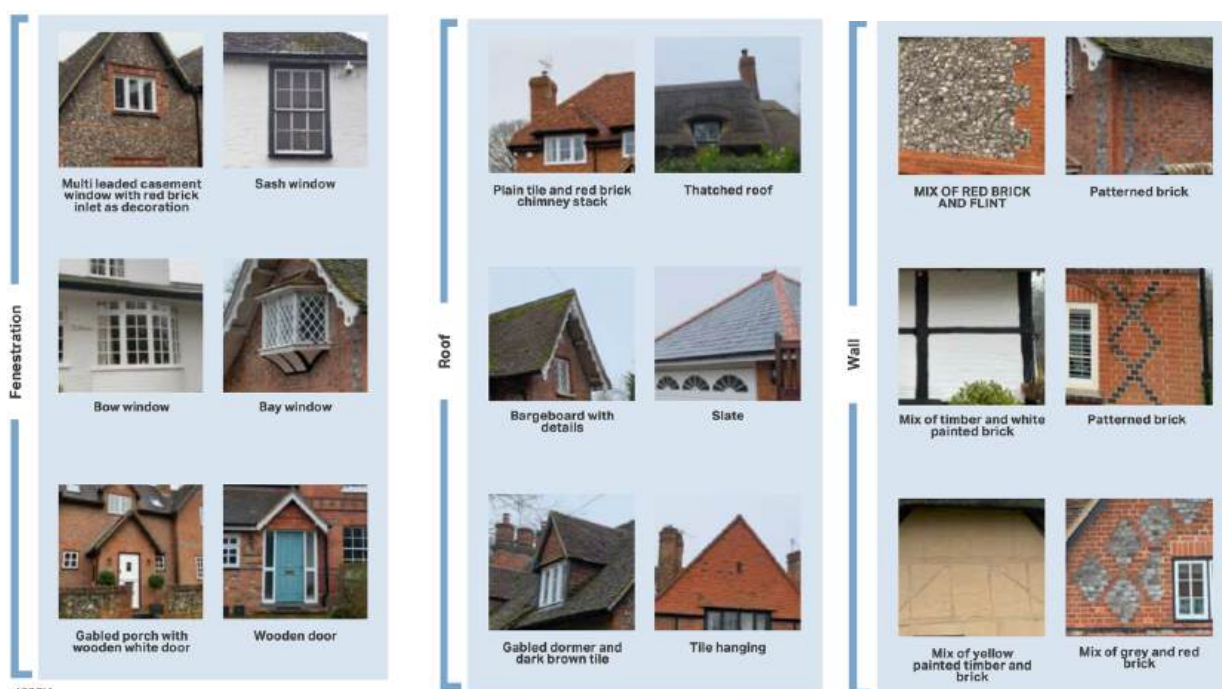 Fenestration
Multi leaded casement
window with red brick
inlet as decoration
Sash window
Bow window
Bay window
Gabled porch with
wooden white door
Wooden door
Roof
Plain tile and red brick
chimney stack
Thatched roof
Bargeboard with
details
Slate
Gabled dormer and
dark brown tile
Tile hanging
Wall
MIX OF RED BRICK
AND FLINT
Patterned brick
Mix of timber and white
painted brick
Patterned brick
Mix of yellow
painted timber and
brick
Mix of grey and red
brick